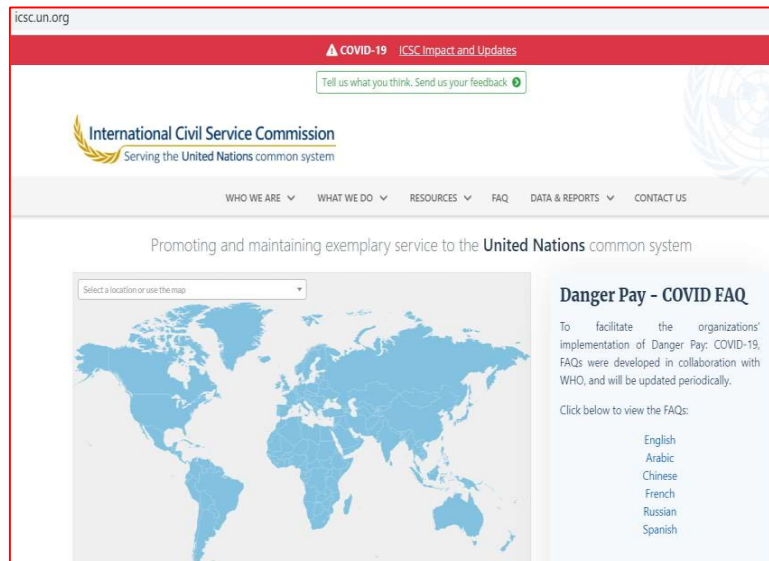 icsc.un.org
COVID-19 ICSC Impact and Updates
Tell us what you think. Send us your feedback
International Civil Service Commission
Serving the United Nations common system
WHO WE ARE WHAT WE DO RESOURCES FAQ DATA & REPORTS CONTACT US
Promoting and maintaining exemplary service to the United Nations common system
Select a location or use the map
Danger Pay - COVID FAQ
To facilitate the organizations'
implementation of Danger Pay: COVID-19,
FAQs were developed in collaboration with
WHO, and will be updated periodically.
Click below to view the FAQs:
English
Arabic
Chinese
French
Russian
Spanish